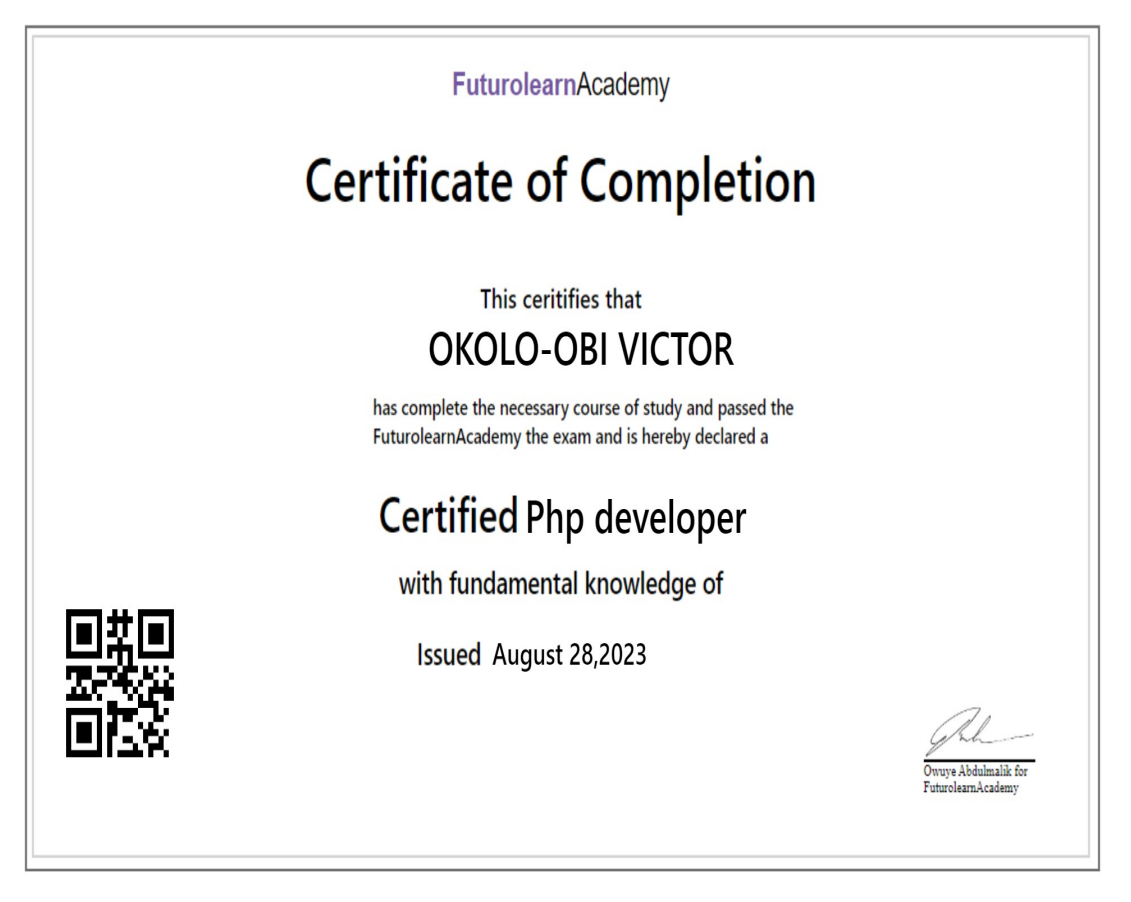 FuturolearnAcademy
Certificate of Completion
This ceritifies that
OKOLO-OBI VICTOR
has complete the necessary course of study and passed the
FuturolearnAcademy the exam and is hereby declared a
Certified Php developer
with fundamental knowledge of
Issued August 28,2023
Owuye Abdulmalik for
FuturolearnAcademy